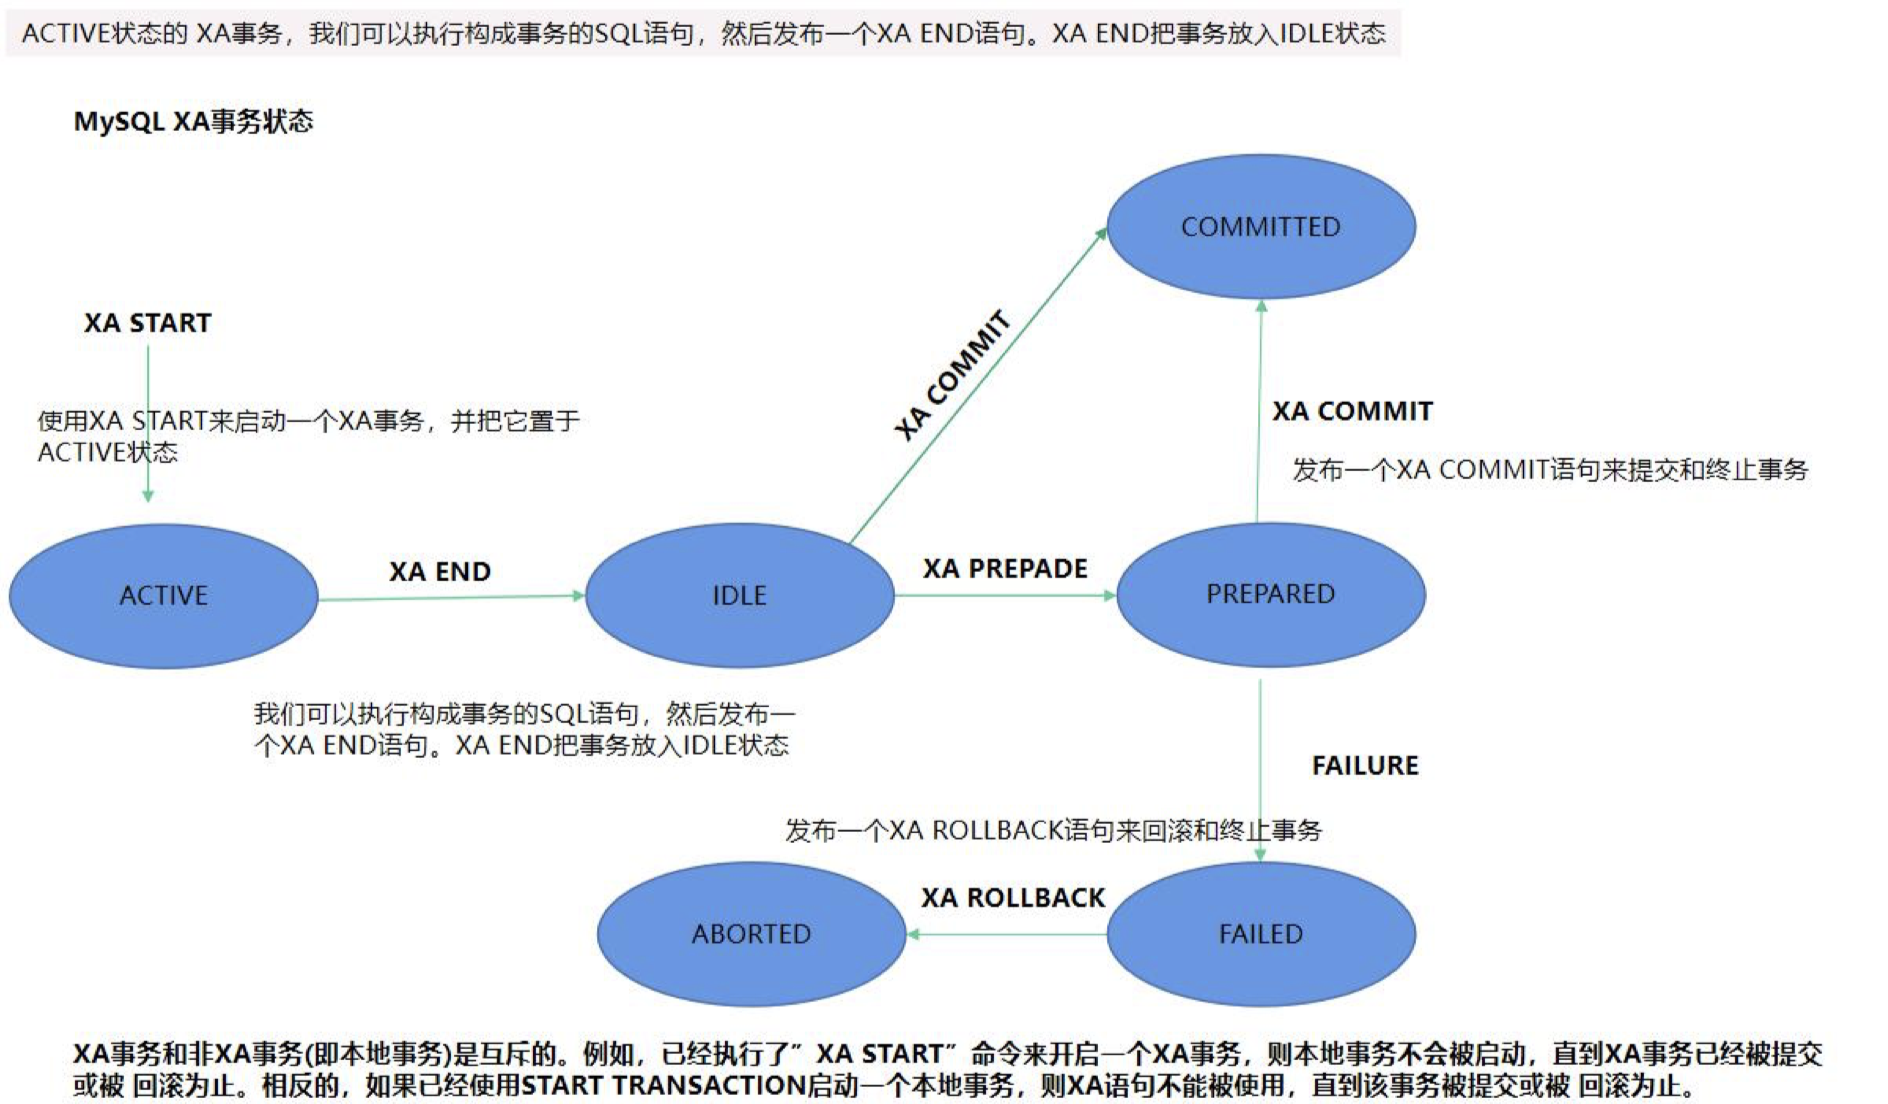 ACTIVE状态的 XA事务，我们可以执行构成事务的SQL语句，然后发布一个XA END语句。XA END把事务放入IDLE状态
MySQL XA事务状态
COMMITTED
XA START
XA COMMIT
使用XA START来启动一个XA事务，并把它置于
ACTIVE状态
XA COMMIT
发布一个XA COMMIT语句来提交和终止事务
ACTIVE
XA END
IDLE
XA PREPADE
PREPARED
我们可以执行构成事务的SQL语句，然后发布一
个XA END语句。XA END把事务放入IDLE状态
FAILURE
发布一个XA ROLLBACK语句来回滚和终止事务
ABORTED
XA ROLLBACK
FAILED
XA事务和非XA事务(即本地事务)是互斥的。例如，已经执行了”XA START”命令来开启一个XA事务，则本地事务不会被启动，直到XA事务已经被提交
或被 回滚为止。相反的，如果已经使用START TRANSACTION启动一个本地事务，则XA语句不能被使用，直到该事务被提交或被 回滚为止。